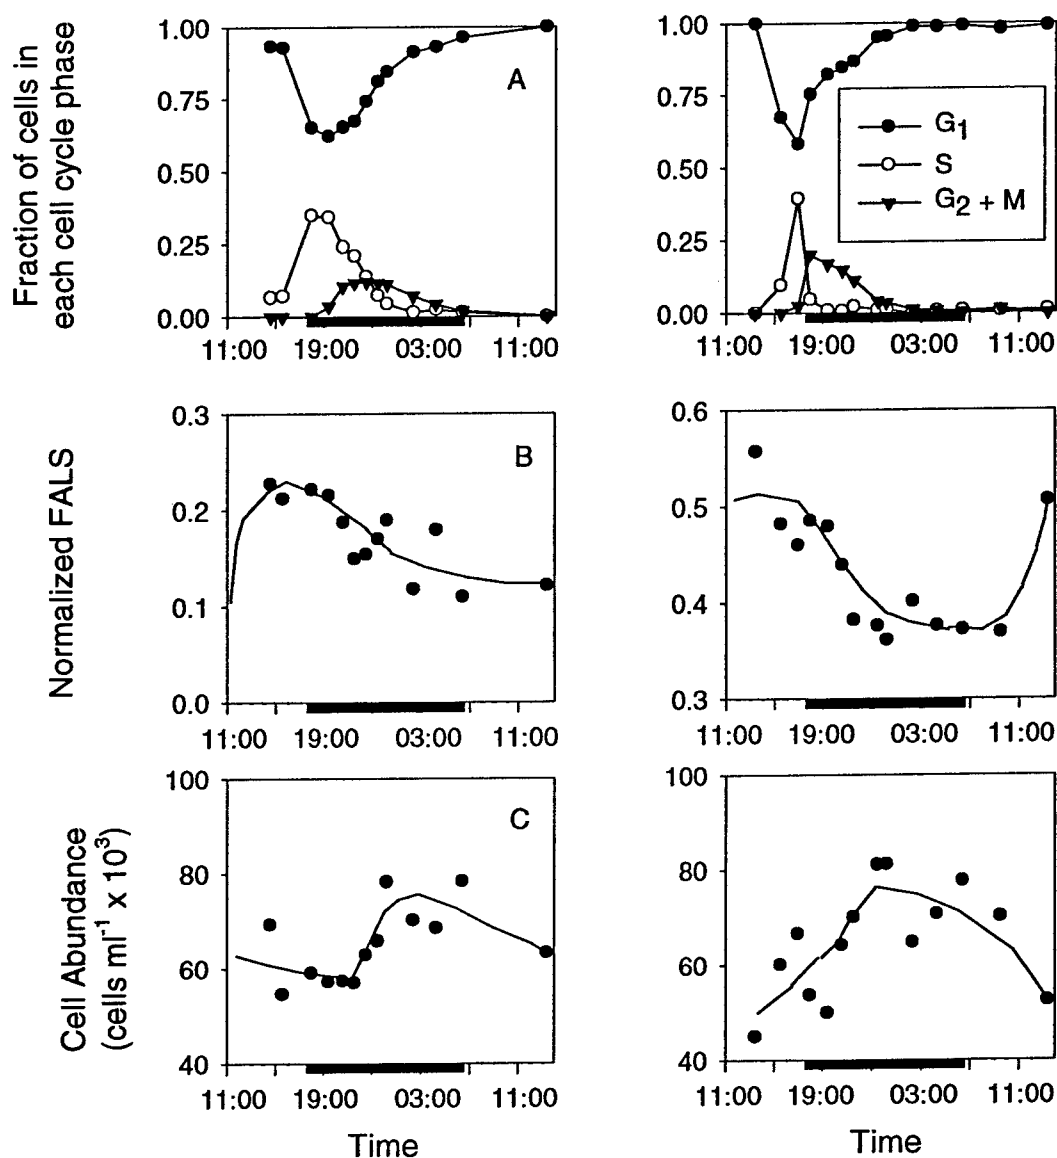 Fraction of cells in
each cell cycle phase
1.00
0.75
0.50
0.25
0.00
A
11:00 19:00 03:00 11:00
1.00
0.75
0.50
0.25
0.00
G1
S
G2 + M
11:00 19:00 03:00 11:00
Normalized FALS
0.3
0.2
0.1
0.0
B
11:00 19:00 03:00 11:00
0.6
0.5
0.4
0.3
11:00 19:00 03:00 11:00
Cell Abundance
(cells ml⁻¹ x 10³)
100
80
60
40
C
11:00 19:00 03:00 11:00
Time
100
80
60
40
11:00 19:00 03:00 11:00
Time